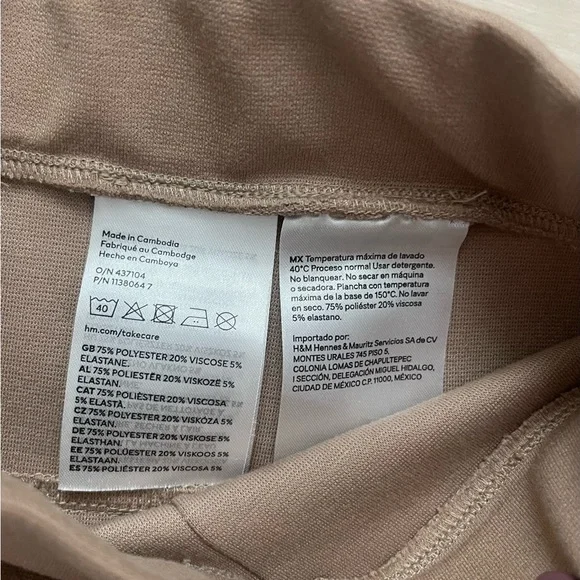 Made in Cambodia
Fabriqué au Cambodge
Hecho en Camboya
O/N 437104
P/N 1138064 7
40
hm.com/takecare
GB 75% POLYESTER 20% VISCOSE 5%
ELASTANE.
AL 75% POLIESTËR 20% VISKOZË 5%
ELASTAN.
CAT 75% POLIÈSTER 20% VISCOSA
5% ELASTÀ.
CZ 75% POLYESTER 20% VISKÓZA 5%
ELASTAN.
DE 75% POLYESTER 20% VISKOSE 5%
ELASTHAN.
EE 75% POLÜESTER 20% VISKOOS 5%
ELASTAAN.
ES 75% POLIÉSTER 20% VISCOSA 5%
MX Temperatura máxima de lavado
40°C Proceso normal Usar detergente.
No blanquear. No secar en máquina
o secadora. Plancha con temperatura
máxima de la base de 150°C. No lavar
en seco. 75% poliéster 20% viscosa
5% elastano.
Importado por:
H&M Hennes & Mauritz Servicios SA de CV
MONTES URALES 745 PISO 5,
COLONIA LOMAS DE CHAPULTEPEC
I SECCIÓN, DELEGACIÓN MIGUEL HIDALGO,
CIUDAD DE MÉXICO C.P. 11000, MÉXICO